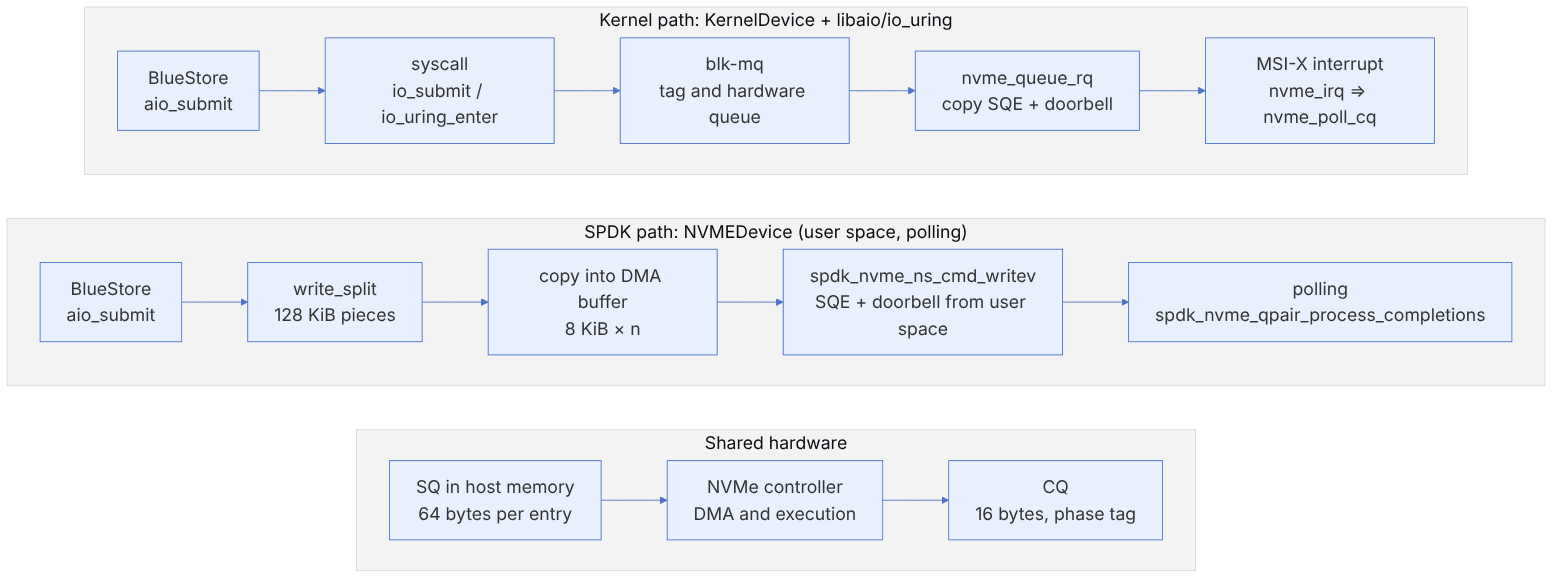 Kernel path: KernelDevice + libaio/io_uring
BlueStore
aio_submit
syscall
io_submit /
io_uring_enter
blk-mq
tag and hardware
queue
nvme_queue_rq
copy SQE + doorbell
MSI-X interrupt
nvme_irq ⇒
nvme_poll_cq
SPDK path: NVMEDevice (user space, polling)
BlueStore
aio_submit
write_split
128 KiB pieces
copy into DMA
buffer
8 KiB × n
spdk_nvme_ns_cmd_writev
SQE + doorbell from user
space
polling
spdk_nvme_qpair_process_completions
Shared hardware
SQ in host memory
64 bytes per entry
NVMe controller
DMA and execution
CQ
16 bytes, phase tag